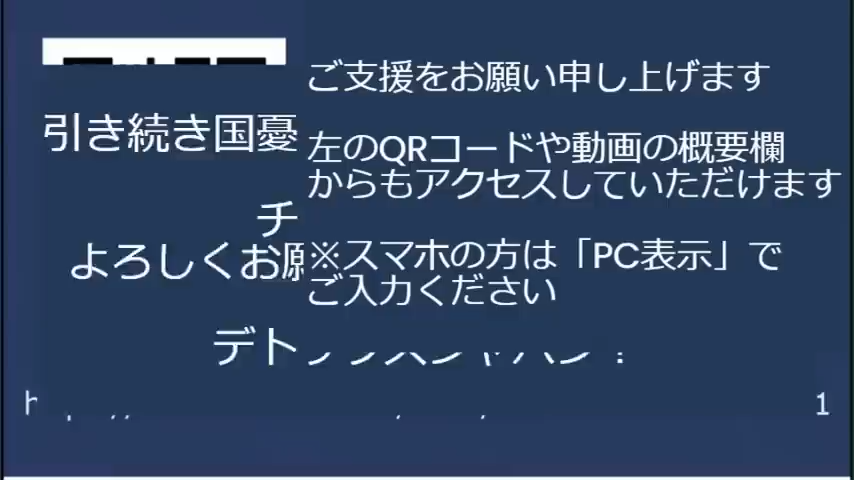 ご支援をお願い申し上げます
引き続き国憂
左のQRコードや動画の概要欄
からもアクセスしていただけます
チ
よろしくお願
※スマホの方は「PC表示」で
ご入力ください
デト
1